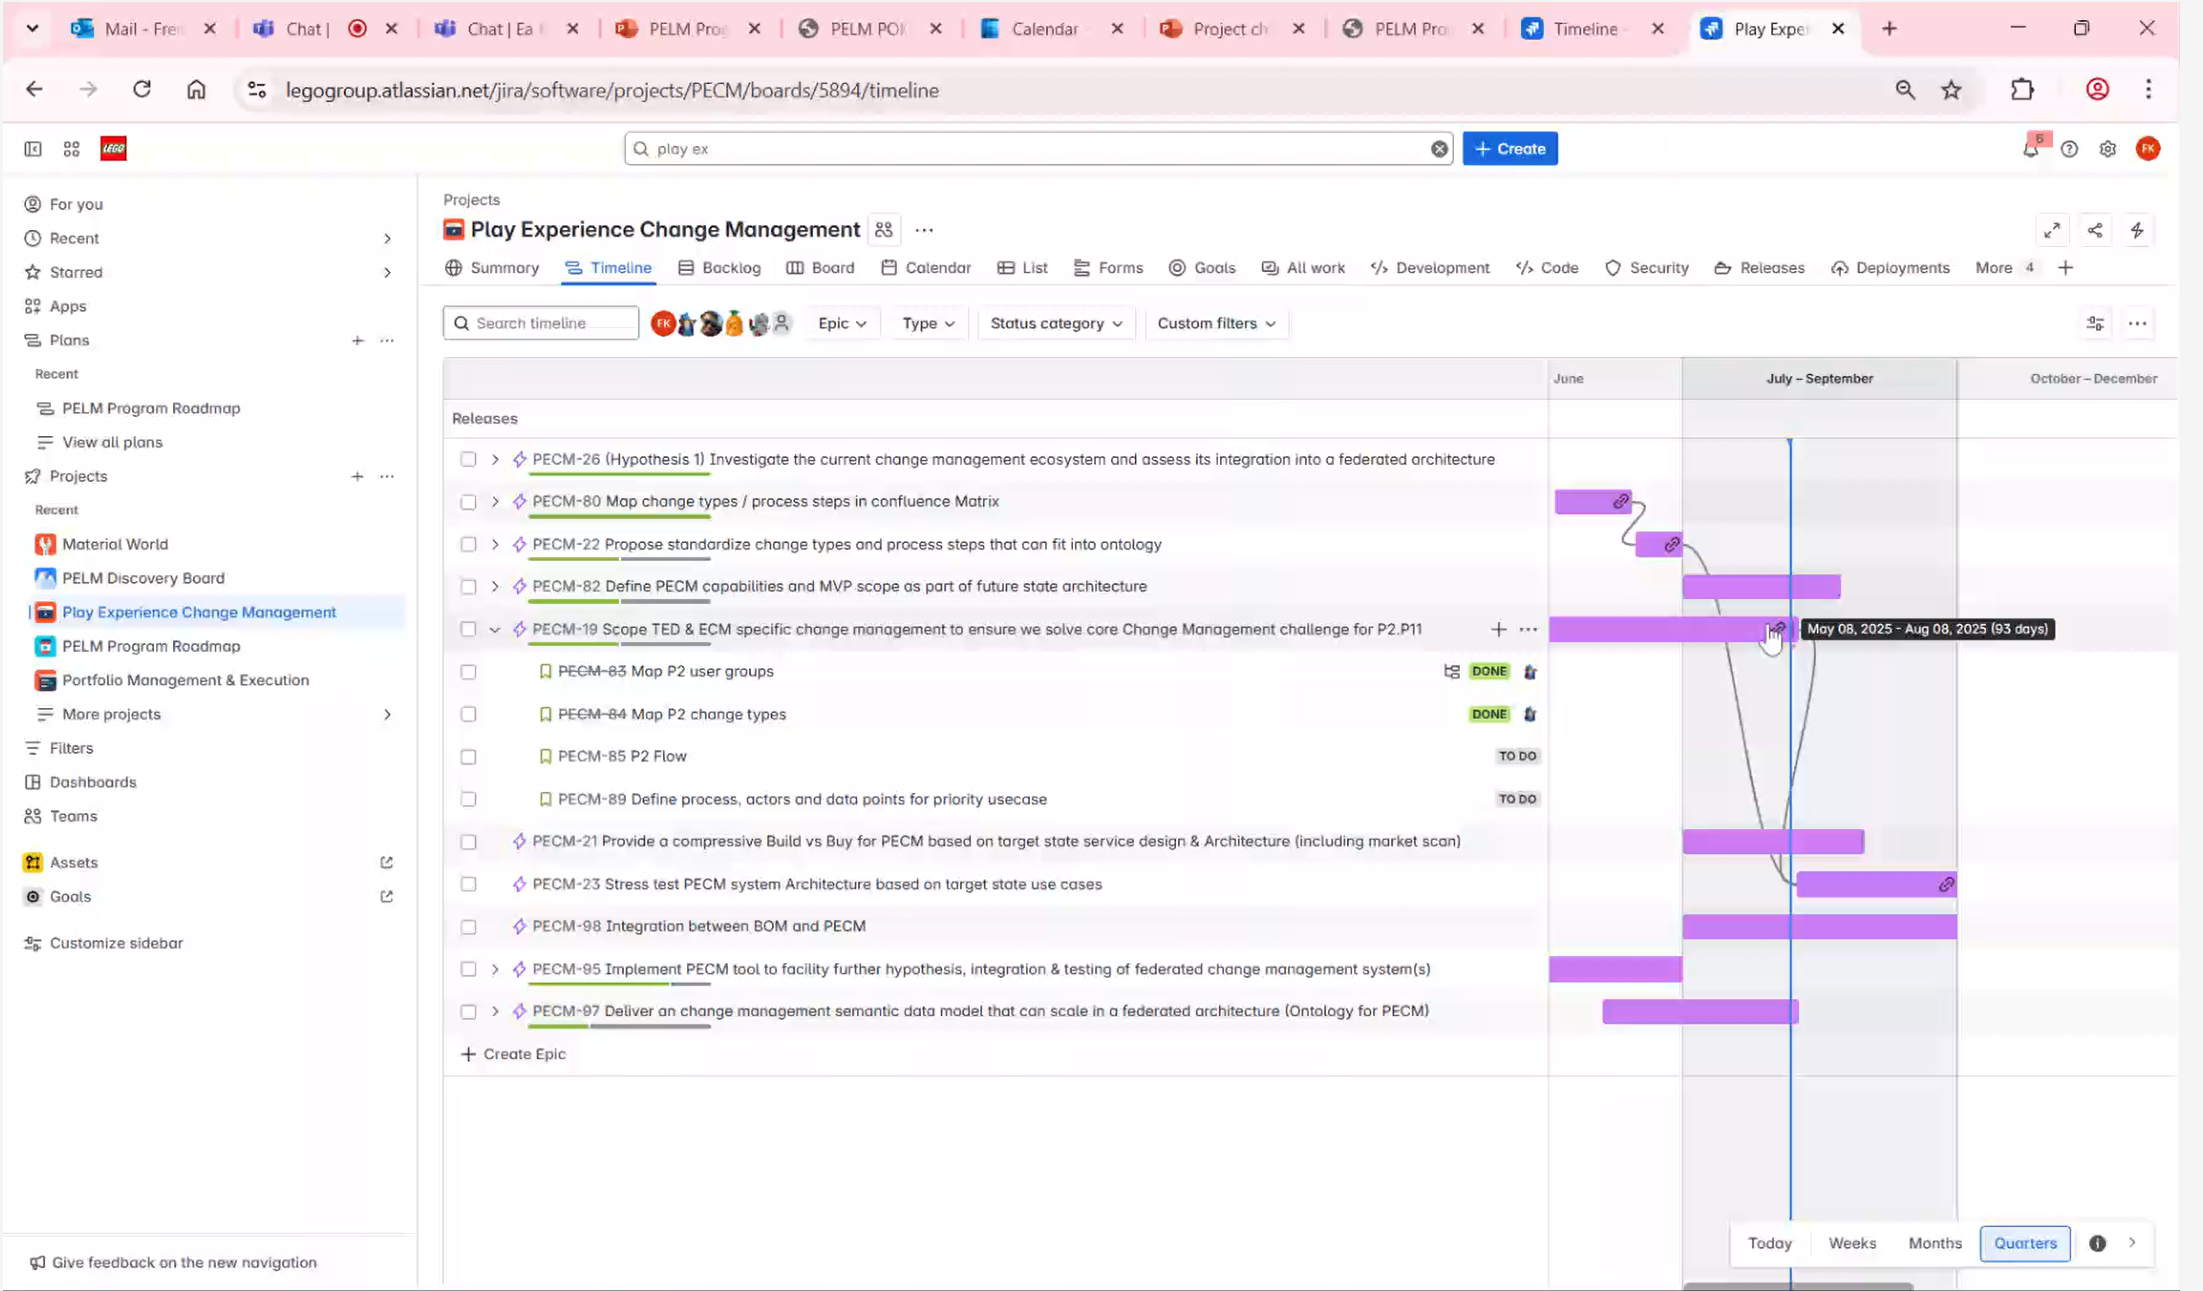 Mail - Fre
Chat |
Chat | Ea
PELM Prog
PELM POI
Calendar
Project ch
PELM Pro
Timeline -
Play Expe
legogroup.atlassian.net/jira/software/projects/PECM/boards/5894/timeline
LEGO
play ex
Create
6
FK
For you
Recent
Starred
Apps
Plans
Recent
PELM Program Roadmap
View all plans
Projects
Recent
Material World
PELM Discovery Board
Play Experience Change Management
PELM Program Roadmap
Portfolio Management & Execution
More projects
Filters
Dashboards
Teams
Assets
Goals
Customize sidebar
Give feedback on the new navigation
Projects
Play Experience Change Management
Summary
Timeline
Backlog
Board
Calendar
List
Forms
Goals
All work
Development
Code
Security
Releases
Deployments
More 4
Search timeline
FK
Epic
Type
Status category
Custom filters
June
July – September
October – December
Releases
PECM-26 (Hypothesis 1) Investigate the current change management ecosystem and assess its integration into a federated architecture
PECM-80 Map change types / process steps in confluence Matrix
PECM-22 Propose standardize change types and process steps that can fit into ontology
PECM-82 Define PECM capabilities and MVP scope as part of future state architecture
PECM-19 Scope TED & ECM specific change management to ensure we solve core Change Management challenge for P2.P11
May 08, 2025 - Aug 08, 2025 (93 days)
PECM-83 Map P2 user groups DONE
PECM-84 Map P2 change types DONE
PECM-85 P2 Flow TO DO
PECM-89 Define process, actors and data points for priority usecase TO DO
PECM-21 Provide a compressive Build vs Buy for PECM based on target state service design & Architecture (including market scan)
PECM-23 Stress test PECM system Architecture based on target state use cases
PECM-98 Integration between BOM and PECM
PECM-95 Implement PECM tool to facility further hypothesis, integration & testing of federated change management system(s)
PECM-97 Deliver an change management semantic data model that can scale in a federated architecture (Ontology for PECM)
Create Epic
Today
Weeks
Months
Quarters